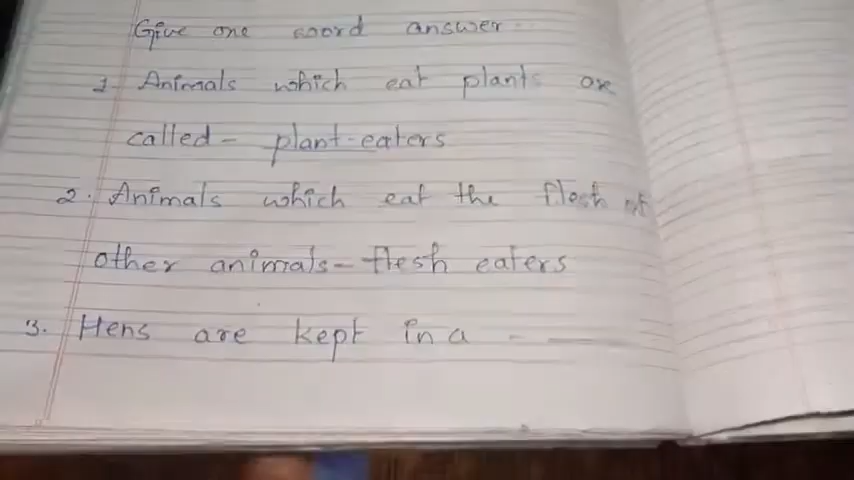 Give one word answer
1. Animals which eat plants are
called - plant-eaters
2. Animals which eat the flesh of
other animals - flesh eaters
3. Hens are kept in a - ____